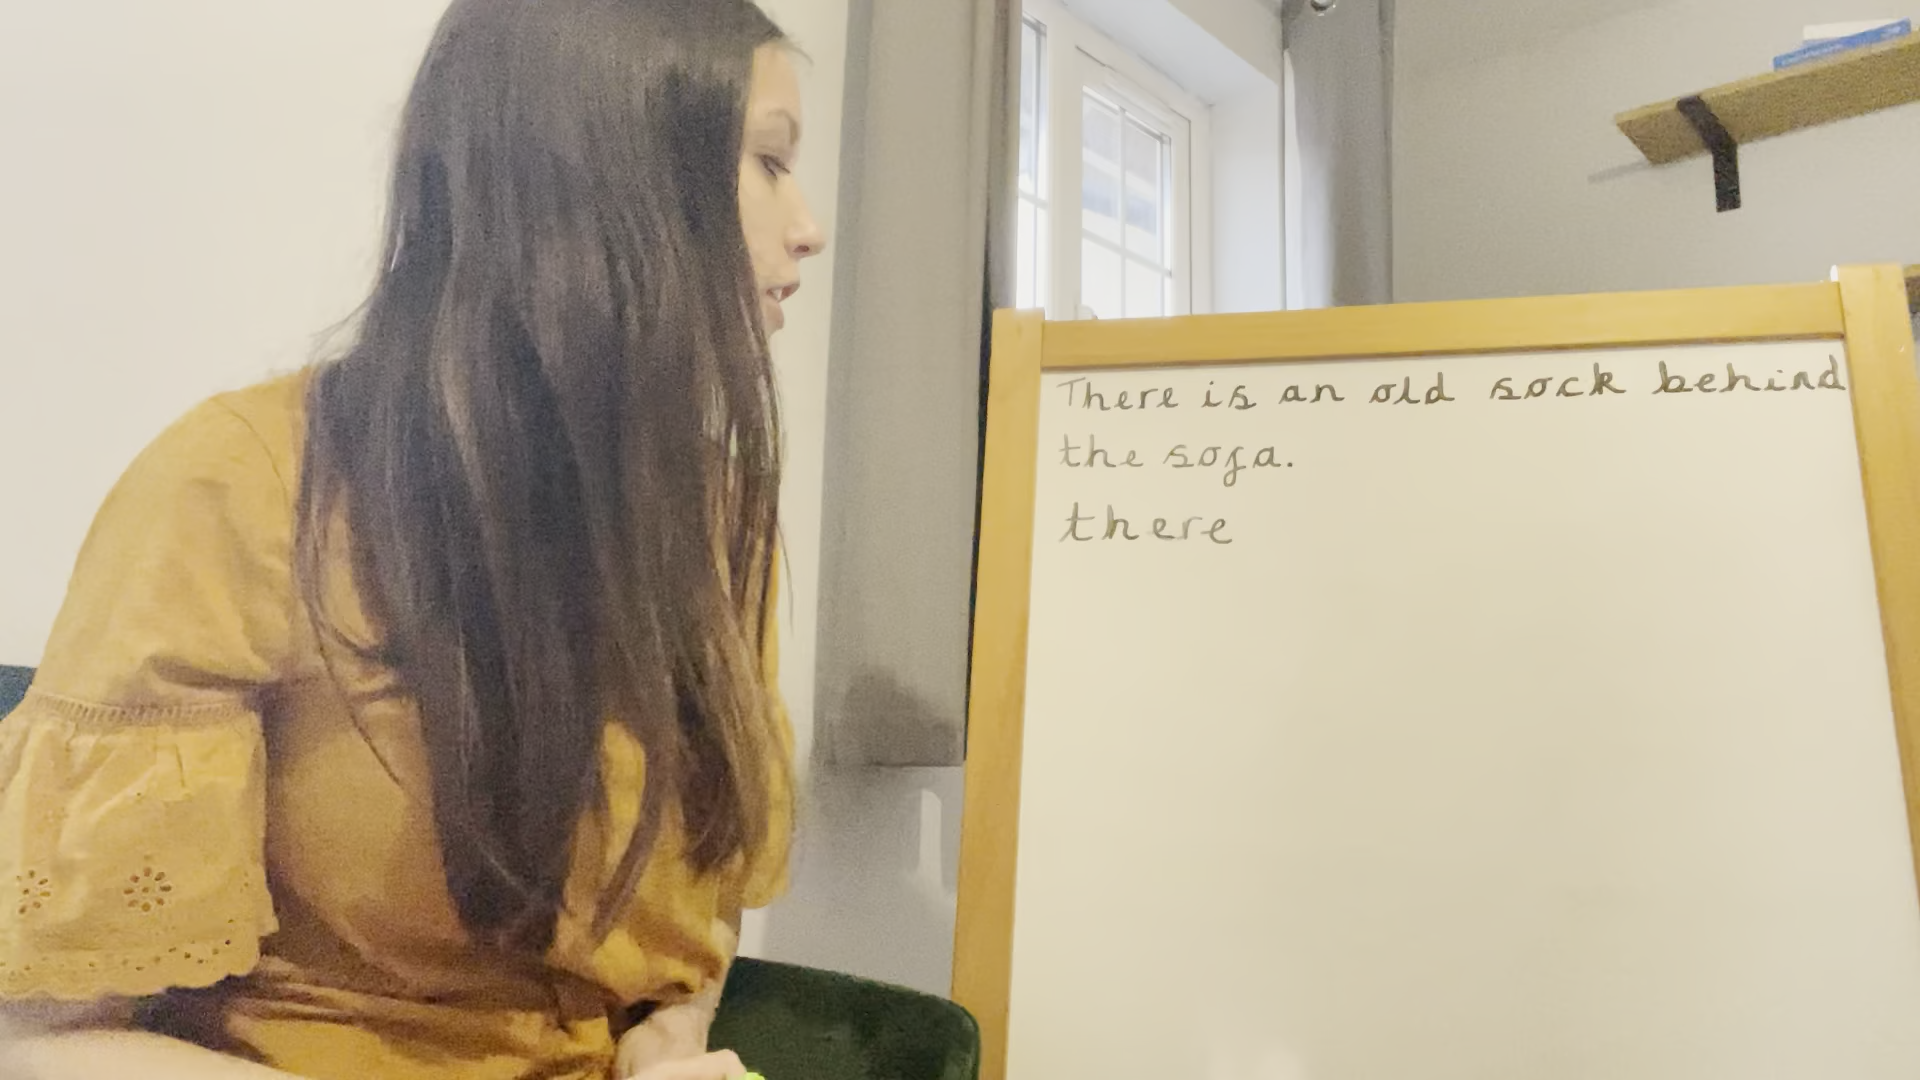 There is an old sock behind
the sofa.
there